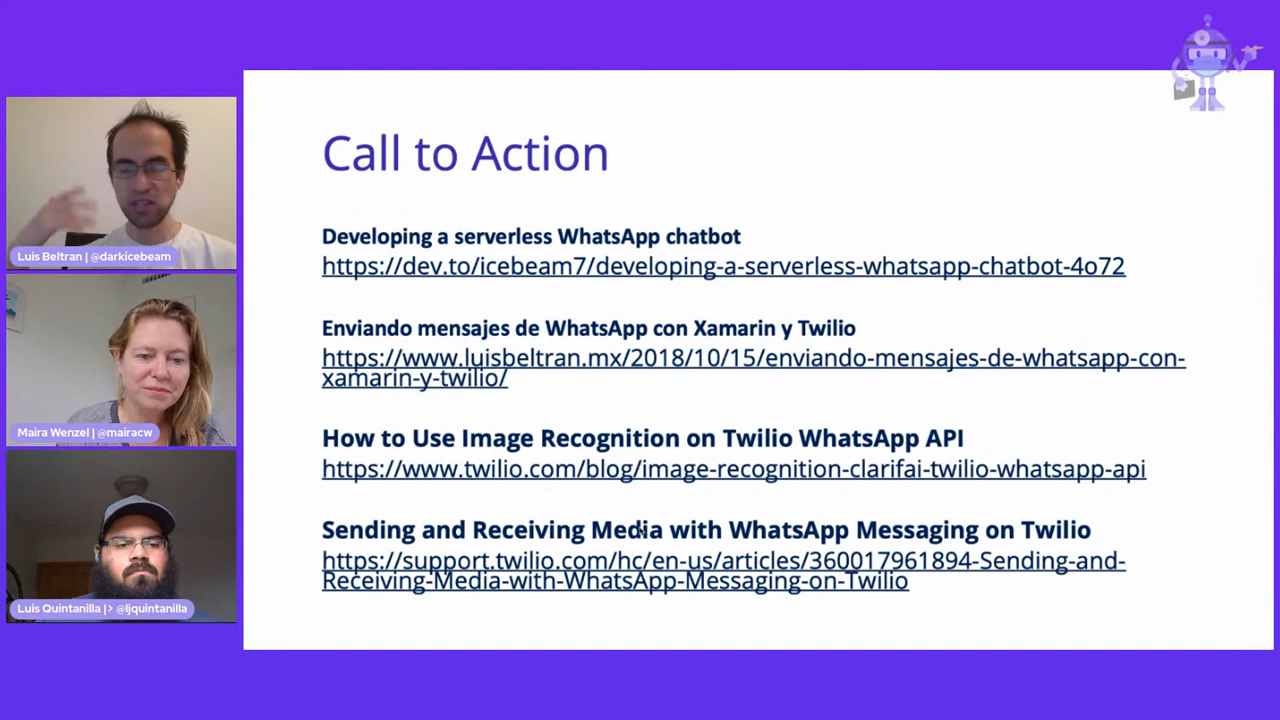 Call to Action
Developing a serverless WhatsApp chatbot
https://dev.to/icebeam7/developing-a-serverless-whatsapp-chatbot-4o72
Enviando mensajes de WhatsApp con Xamarin y Twilio
https://www.luisbeltran.mx/2018/10/15/enviando-mensajes-de-whatsapp-con-
xamarin-y-twilio/
How to Use Image Recognition on Twilio WhatsApp API
https://www.twilio.com/blog/image-recognition-clarifai-twilio-whatsapp-api
Sending and Receiving Media with WhatsApp Messaging on Twilio
https://support.twilio.com/hc/en-us/articles/360017961894-Sending-and-
Receiving-Media-with-WhatsApp-Messaging-on-Twilio
Luis Beltran | @darkicebeam
Maira Wenzel | @mairacw
Luis Quintanilla |> @ljquintanilla